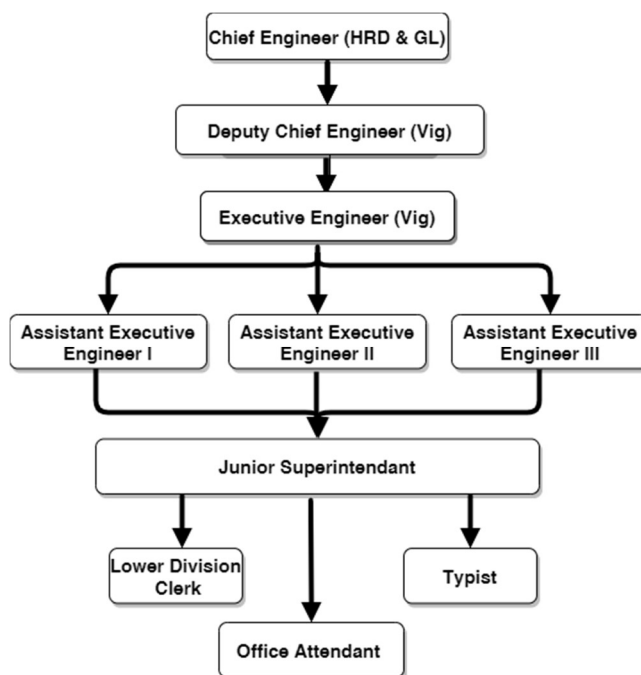 Chief Engineer (HRD & GL)
Deputy Chief Engineer (Vig)
Executive Engineer (Vig)
Assistant Executive
Engineer I
Assistant Executive
Engineer II
Assistant Executive
Engineer III
Junior Superintendant
Lower Division
Clerk
Typist
Office Attendant